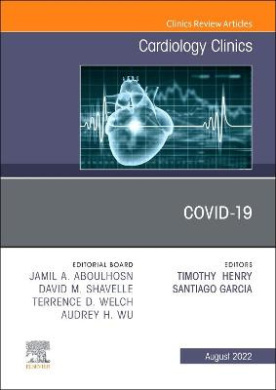 Clinics Review Articles
Cardiology Clinics
COVID-19
EDITORIAL BOARD
JAMIL A. ABOULHOSN
DAVID M. SHAVELLE
TERRENCE D. WELCH
AUDREY H. WU
EDITORS
TIMOTHY HENRY
SANTIAGO GARCIA
ELSEVIER
August 2022